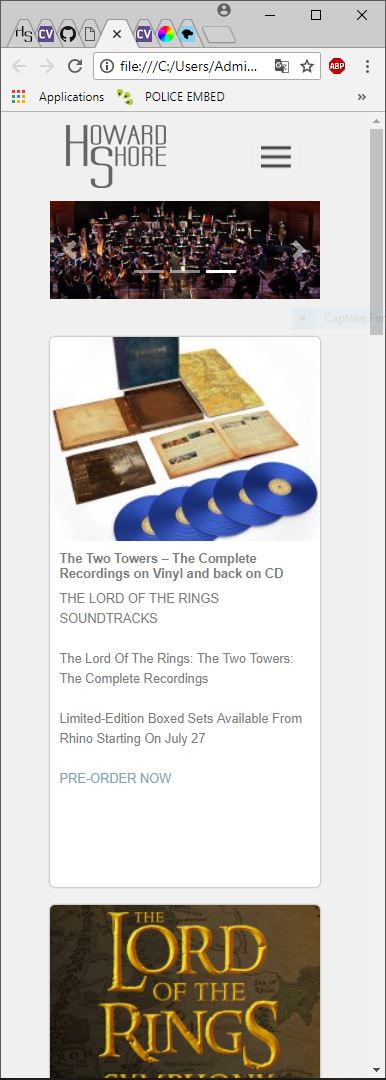 HS
CV
CV
file:///C:/Users/Admi...
ABP
Applications
POLICE EMBED
»
HOWARD
SHORE
Capture Fe
The Two Towers – The Complete
Recordings on Vinyl and back on CD
THE LORD OF THE RINGS
SOUNDTRACKS
The Lord Of The Rings: The Two Towers:
The Complete Recordings
Limited-Edition Boxed Sets Available From
Rhino Starting On July 27
PRE-ORDER NOW
THE
LORD
OF THE
RINGS
SYMPHONY
Sea of